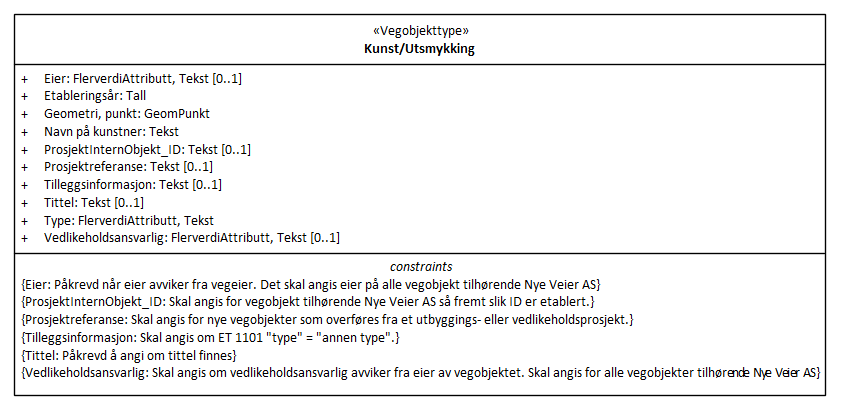 «Vegobjekttype»
Kunst/Utsmykking
+ Eier: FlerverdiAttributt, Tekst [0..1]
+ Etableringsår: Tall
+ Geometri, punkt: GeomPunkt
+ Navn på kunstner: Tekst
+ ProsjektInternObjekt_ID: Tekst [0..1]
+ Prosjektreferanse: Tekst [0..1]
+ Tilleggsinformasjon: Tekst [0..1]
+ Tittel: Tekst [0..1]
+ Type: FlerverdiAttributt, Tekst
+ Vedlikeholdsansvarlig: FlerverdiAttributt, Tekst [0..1]
constraints
{Eier: Påkrevd når eier avviker fra vegeier. Det skal angis eier på alle vegobjekt tilhørende Nye Veier AS}
{ProsjektInternObjekt_ID: Skal angis for vegobjekt tilhørende Nye Veier AS så fremt slik ID er etablert.}
{Prosjektreferanse: Skal angis for nye vegobjekter som overføres fra et utbyggings- eller vedlikeholdsprosjekt.}
{Tilleggsinformasjon: Skal angis om ET 1101 "type" = "annen type".}
{Tittel: Påkrevd å angi om tittel finnes}
{Vedlikeholdsansvarlig: Skal angis om vedlikeholdsansvarlig avviker fra eier av vegobjektet. Skal angis for alle vegobjekter tilhørende Nye Veier AS}